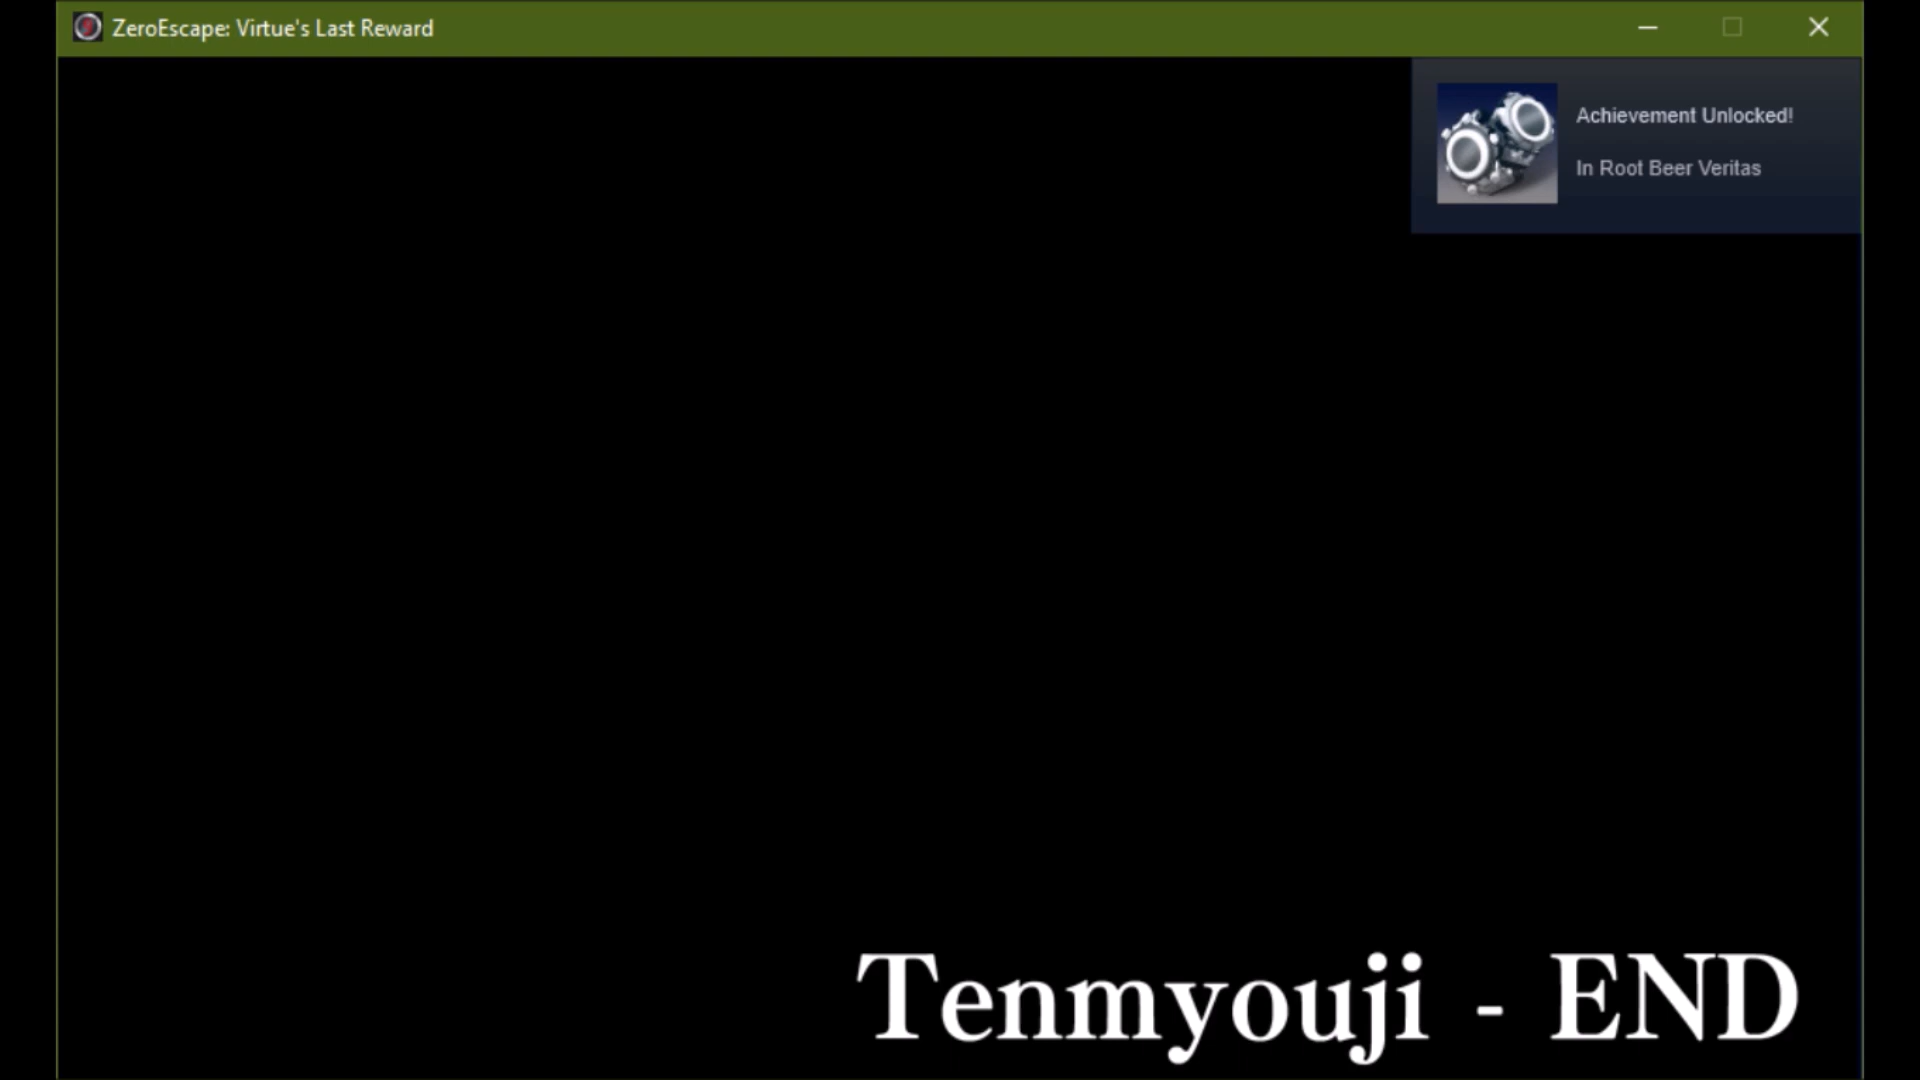 ZeroEscape: Virtue's Last Reward
Achievement Unlocked!
In Root Beer Veritas
Tenmyouji - END